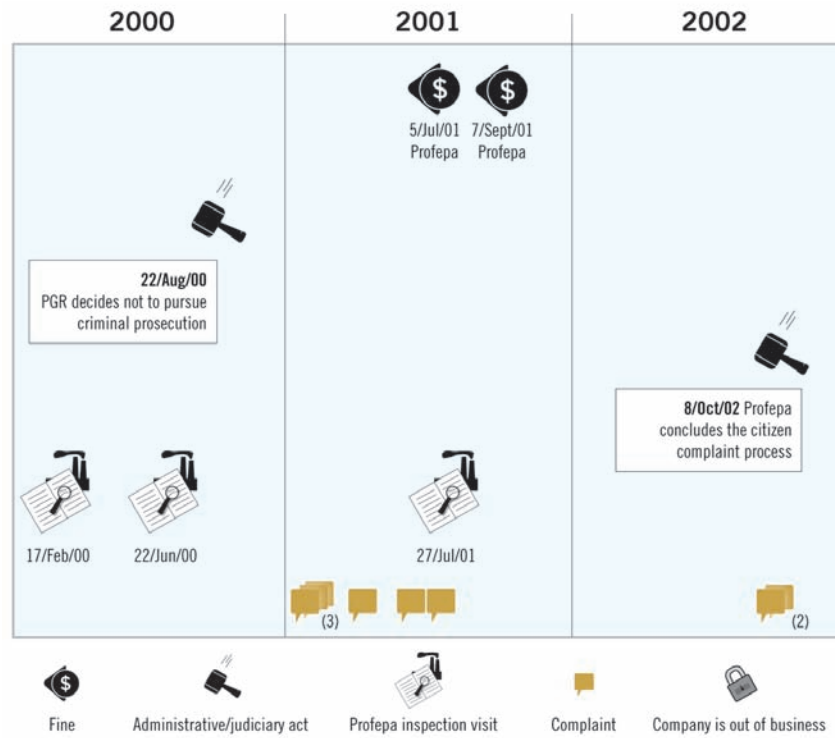 2000 2001 2002
$ $
5/Jul/01 7/Sept/01
Profepa Profepa
22/Aug/00
PGR decides not to pursue
criminal prosecution
8/Oct/02 Profepa
concludes the citizen
complaint process
17/Feb/00 22/Jun/00 27/Jul/01
(3) (2)
$
Fine Administrative/judiciary act Profepa inspection visit Complaint Company is out of business